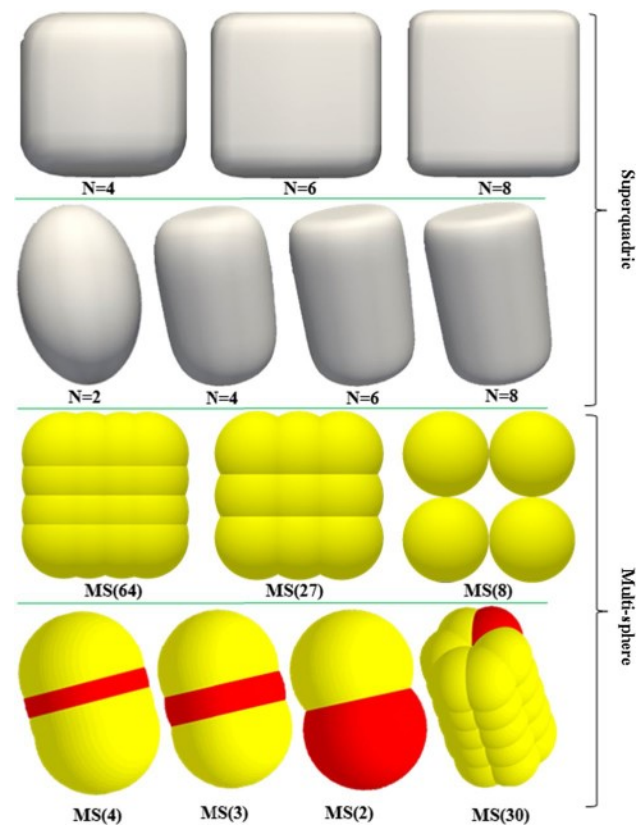 N=4 N=6 N=8
N=2 N=4 N=6 N=8
Superquadric
MS(64) MS(27) MS(8)
MS(4) MS(3) MS(2) MS(30)
Multi-sphere